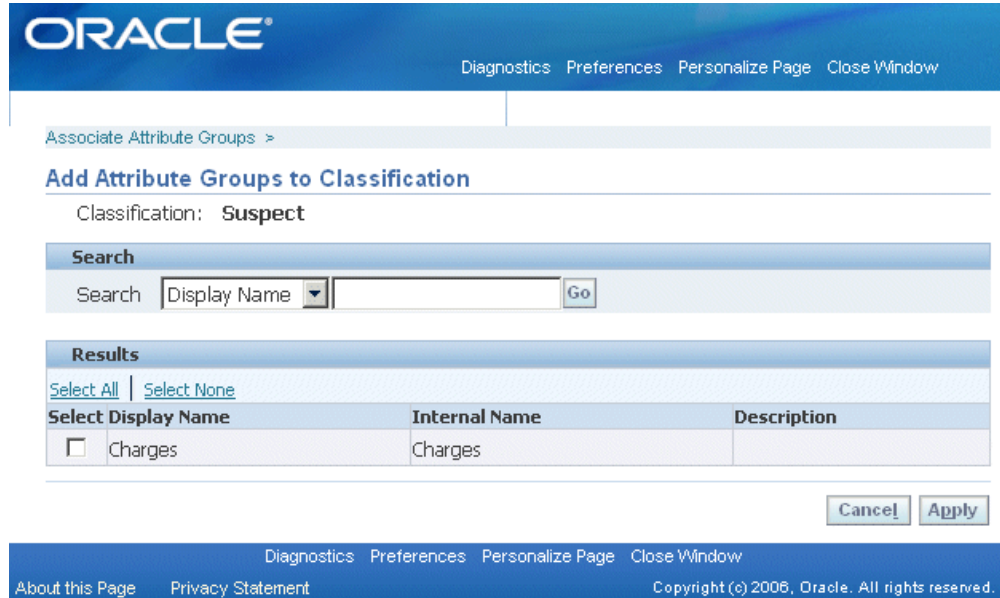 ORACLE®
Diagnostics Preferences Personalize Page Close Window
Associate Attribute Groups >
Add Attribute Groups to Classification
Classification: Suspect
Search
Search Display Name Go
Results
Select All | Select None
Select Display Name Internal Name Description
Charges Charges
Cancel Apply
Diagnostics Preferences Personalize Page Close Window
About this Page Privacy Statement Copyright (c) 2006, Oracle. All rights reserved.